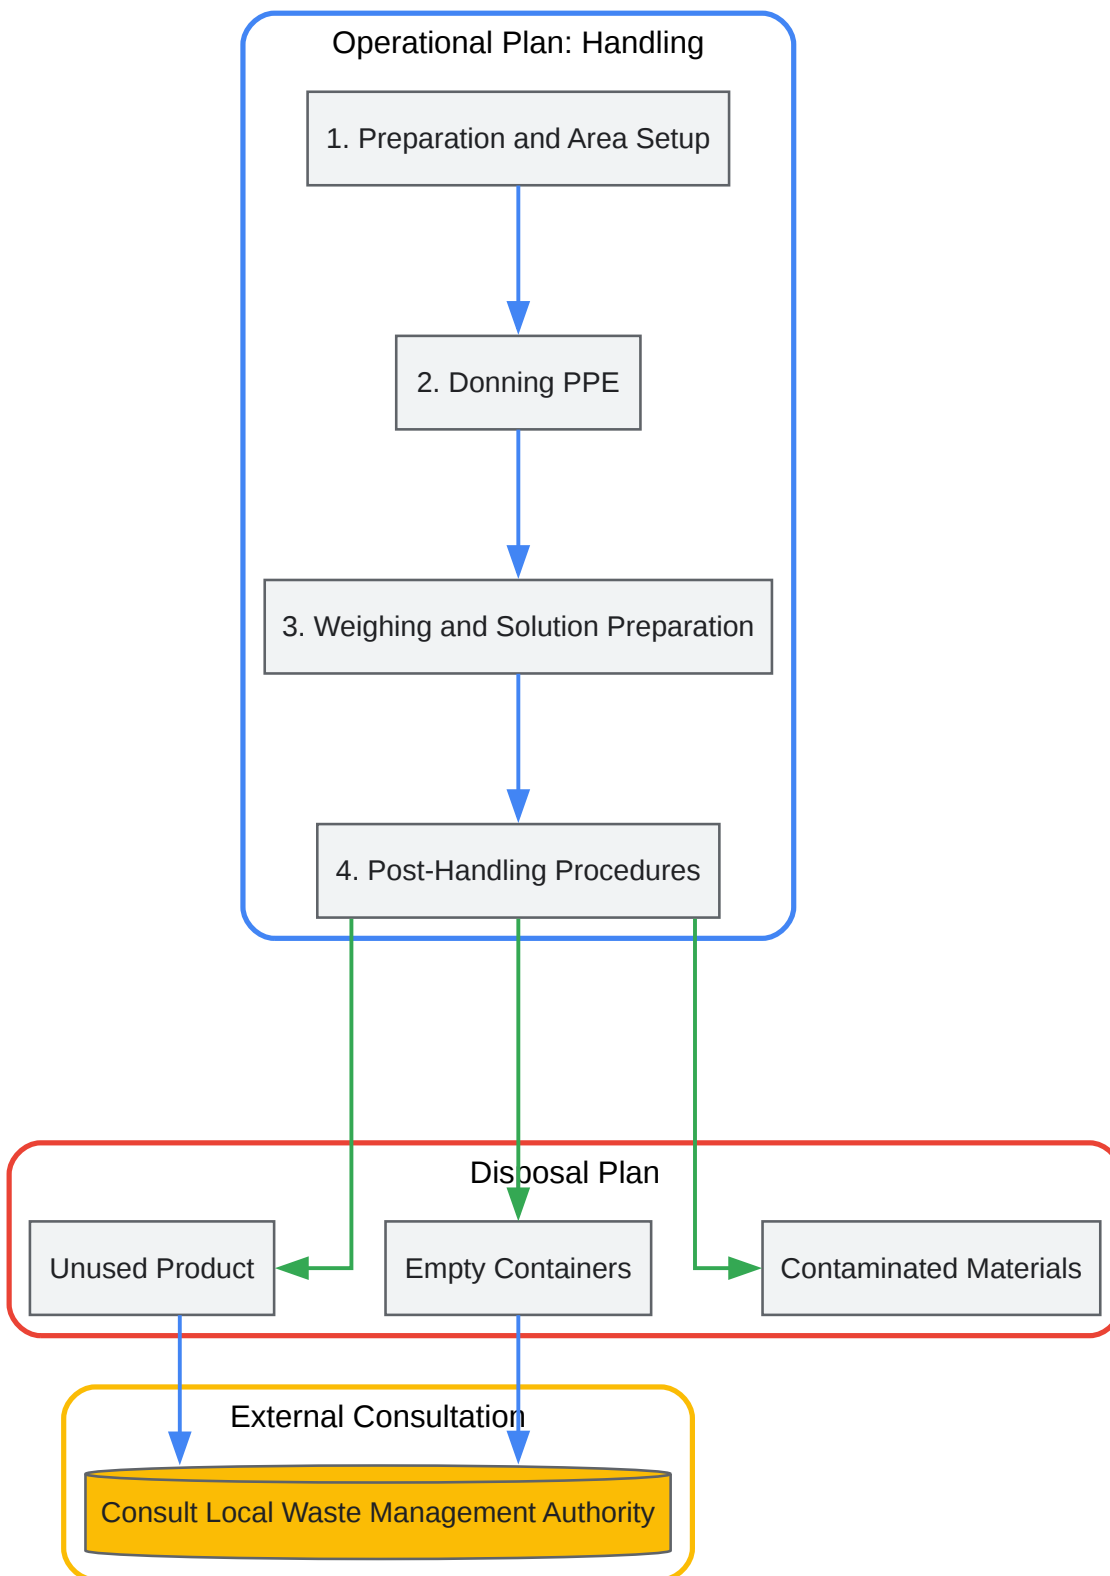 Operational Plan: Handling
1. Preparation and Area Setup
2. Donning PPE
3. Weighing and Solution Preparation
4. Post-Handling Procedures
Disposal Plan
Unused Product
Empty Containers
Contaminated Materials
External Consultation
Consult Local Waste Management Authority